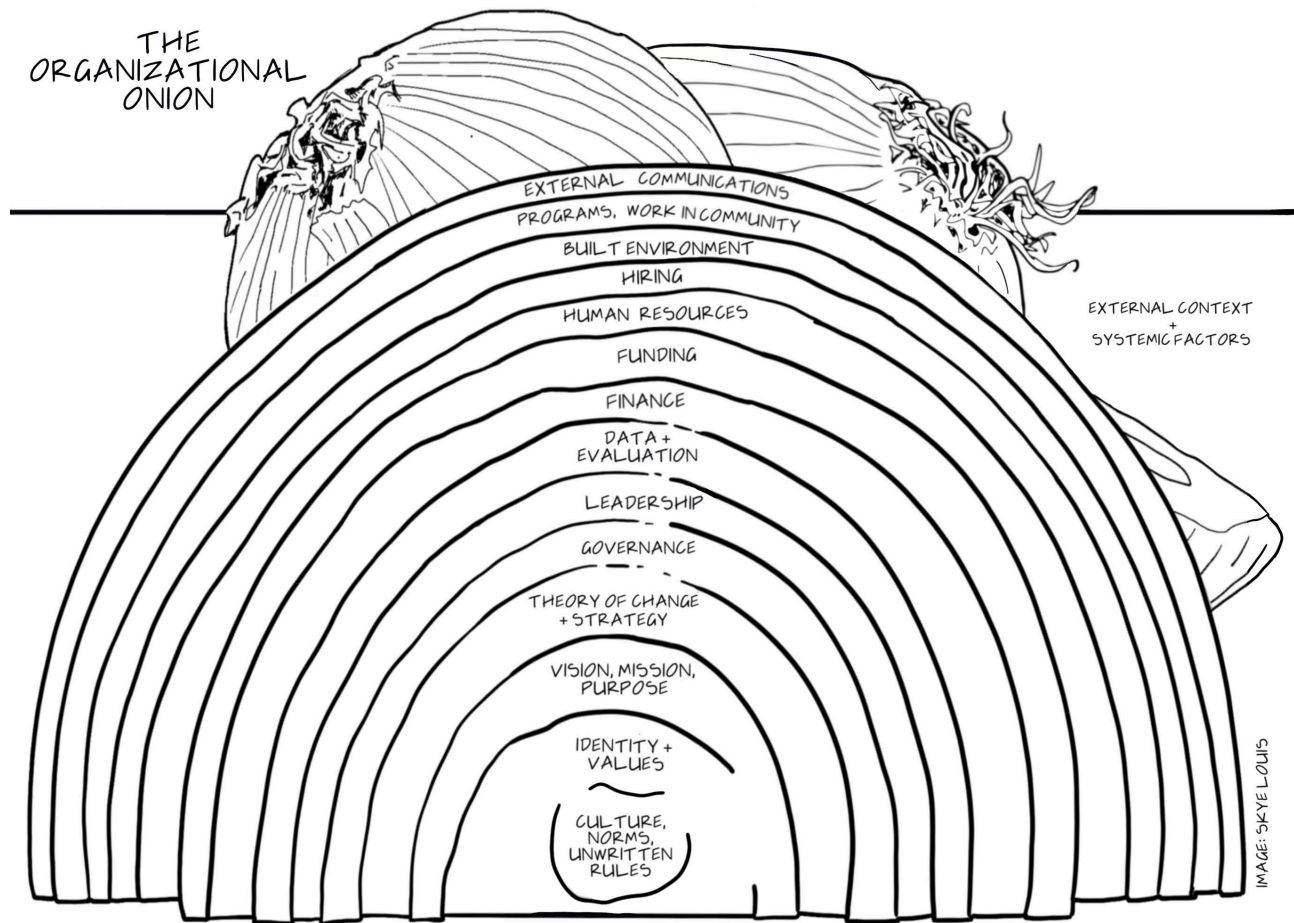 THE
ORGANIZATIONAL
ONION
EXTERNAL COMMUNICATIONS
PROGRAMS, WORK IN COMMUNITY
BUILT ENVIRONMENT
HIRING
HUMAN RESOURCES
FUNDING
FINANCE
DATA +
EVALUATION
LEADERSHIP
GOVERNANCE
THEORY OF CHANGE
+ STRATEGY
VISION, MISSION,
PURPOSE
IDENTITY +
VALUES
CULTURE,
NORMS,
UNWRITTEN
RULES
EXTERNAL CONTEXT
+
SYSTEMIC FACTORS
IMAGE: SKYE LOUIS